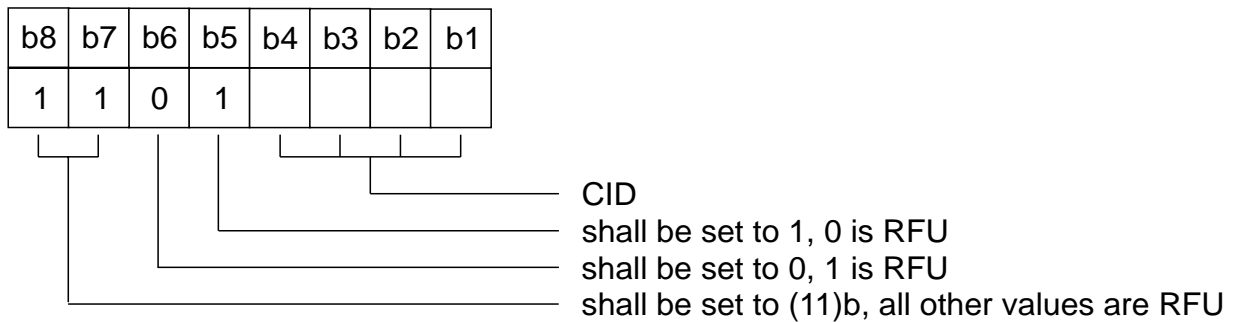 b8 b7 b6 b5 b4 b3 b2 b1
1 1 0 1
CID
shall be set to 1, 0 is RFU
shall be set to 0, 1 is RFU
shall be set to (11)b, all other values are RFU